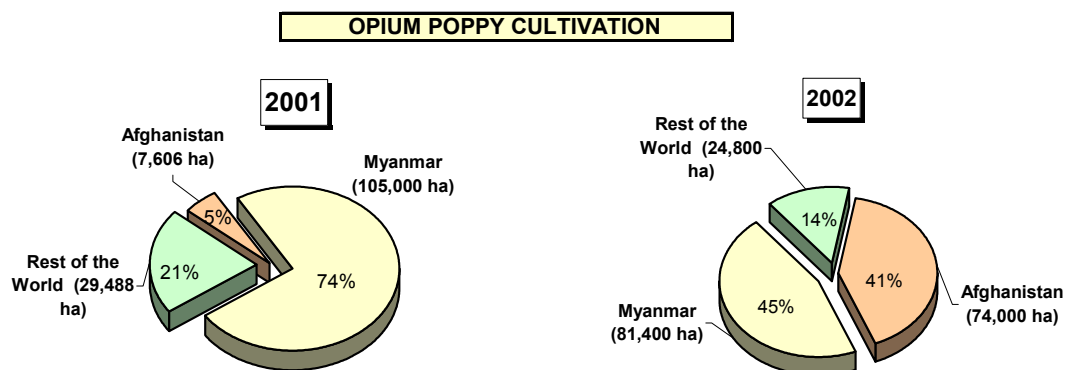 OPIUM POPPY CULTIVATION
2001
Afghanistan
(7,606 ha)
Myanmar
(105,000 ha)
5%
Rest of the
World (29,488
ha)
21%
74%
2002
Rest of the
World (24,800
ha)
14%
41%
Afghanistan
(74,000 ha)
Myanmar
(81,400 ha)
45%